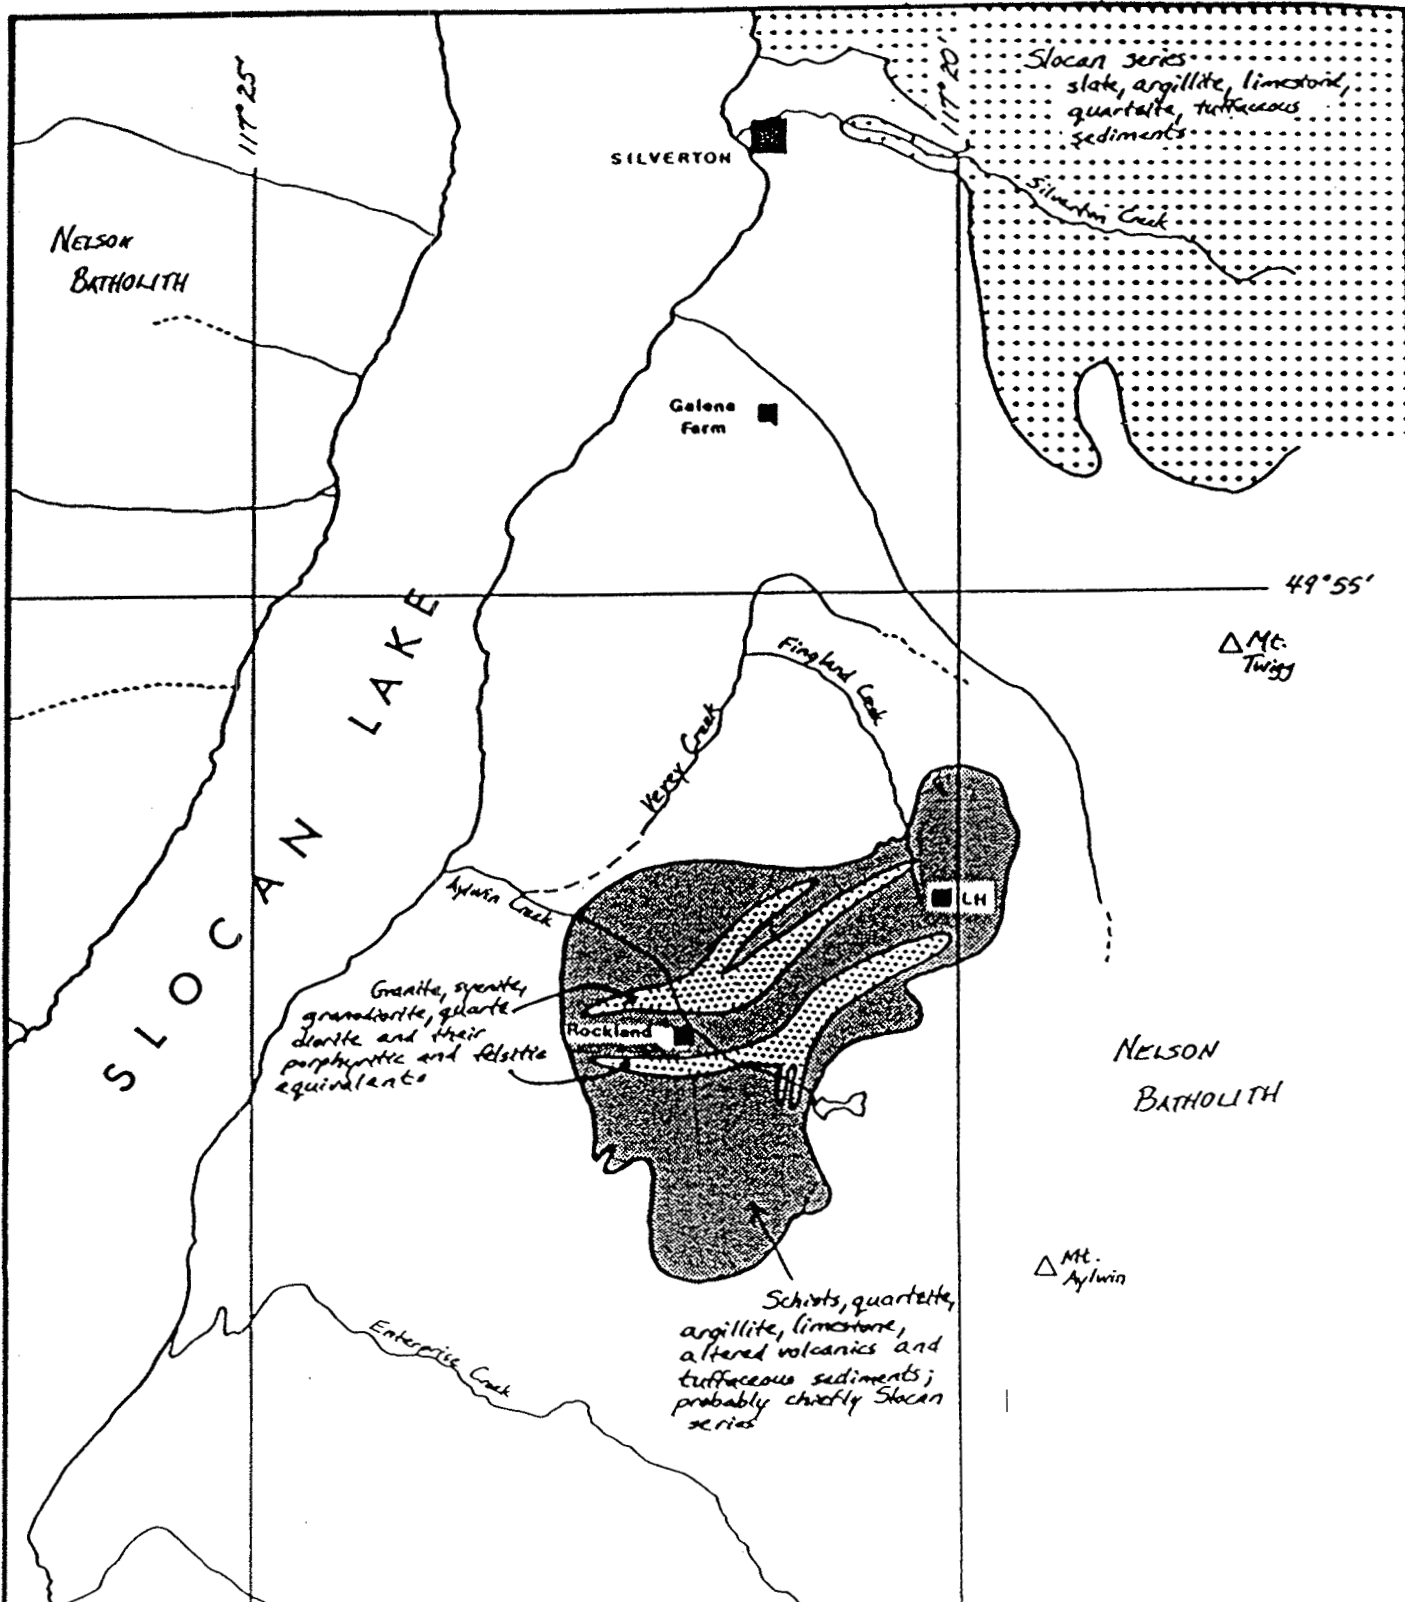 117°25'
117°20'
Slocan series
slate, argillite, limestone,
quartzite, tuffaceous
sediments
SILVERTON
Silverton Creek
NELSON
BATHOLITH
Galena
Farm
49°55'
Mt.
Twigg
SLOCAN LAKE
Fingland Creek
Verey Creek
Aylwin Creek
LH
Granite, syenite,
granodiorite, quartz
diorite and their
porphyritic and felsitic
equivalents
Rockland
NELSON
BATHOLITH
Mt.
Aylwin
Schists, quartzite,
argillite, limestone,
altered volcanics and
tuffaceous sediments;
probably chiefly Slocan
series
Enterprise Creek